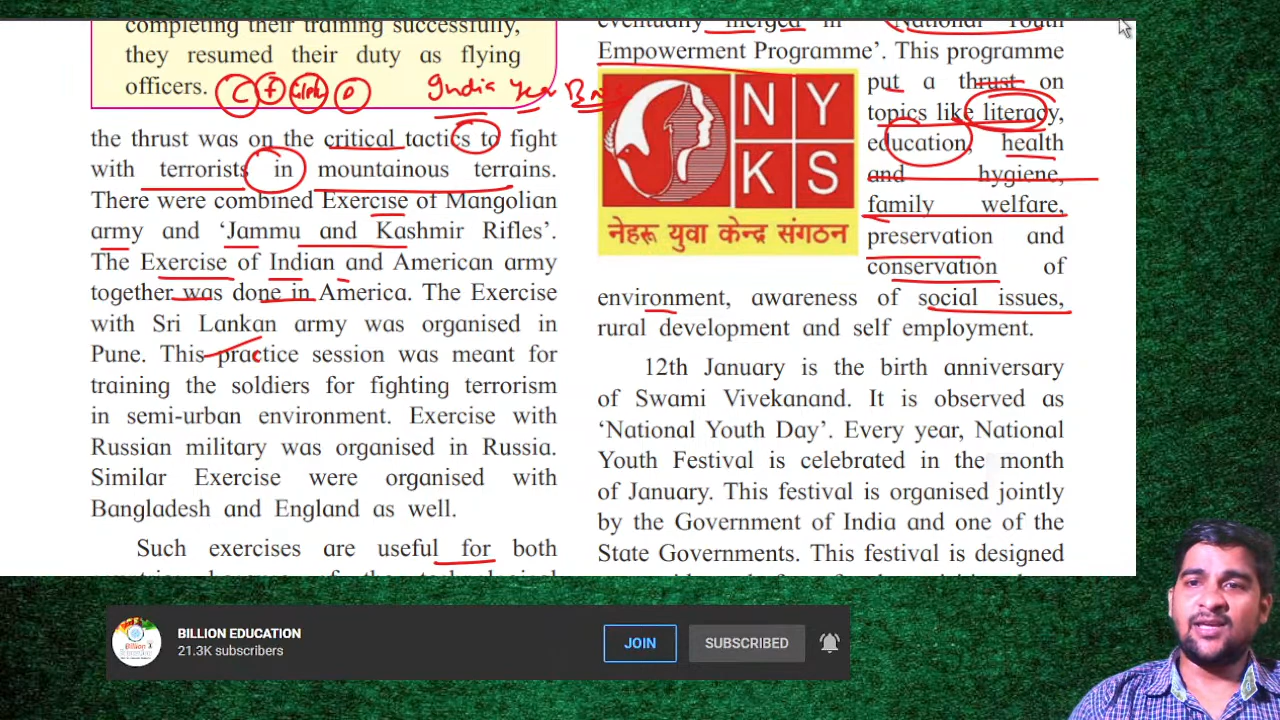 completing their training successfully,
they resumed their duty as flying
officers.
C F O
India Year
the thrust was on the critical tactics to fight
with terrorists in mountainous terrains.
There were combined Exercise of Mangolian
army and ‘Jammu and Kashmir Rifles’.
The Exercise of Indian and American army
together was done in America. The Exercise
with Sri Lankan army was organised in
Pune. This practice session was meant for
training the soldiers for fighting terrorism
in semi-urban environment. Exercise with
Russian military was organised in Russia.
Similar Exercise were organised with
Bangladesh and England as well.
Such exercises are useful for both
eventually merged in ‘National Youth
Empowerment Programme’. This programme
put a thrust on
topics like literacy,
education, health
and hygiene,
family welfare,
preservation and
conservation of
NY
KS
नेहरू युवा केन्द्र संगठन
environment, awareness of social issues,
rural development and self employment.
12th January is the birth anniversary
of Swami Vivekanand. It is observed as
‘National Youth Day’. Every year, National
Youth Festival is celebrated in the month
of January. This festival is organised jointly
by the Government of India and one of the
State Governments. This festival is designed
BILLION EDUCATION
21.3K subscribers
JOIN
SUBSCRIBED